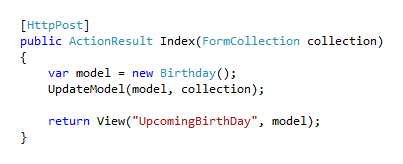 [HttpPost]
public ActionResult Index(FormCollection collection)
{
    var model = new Birthday();
    UpdateModel(model, collection);

    return View("UpcomingBirthDay", model);
}